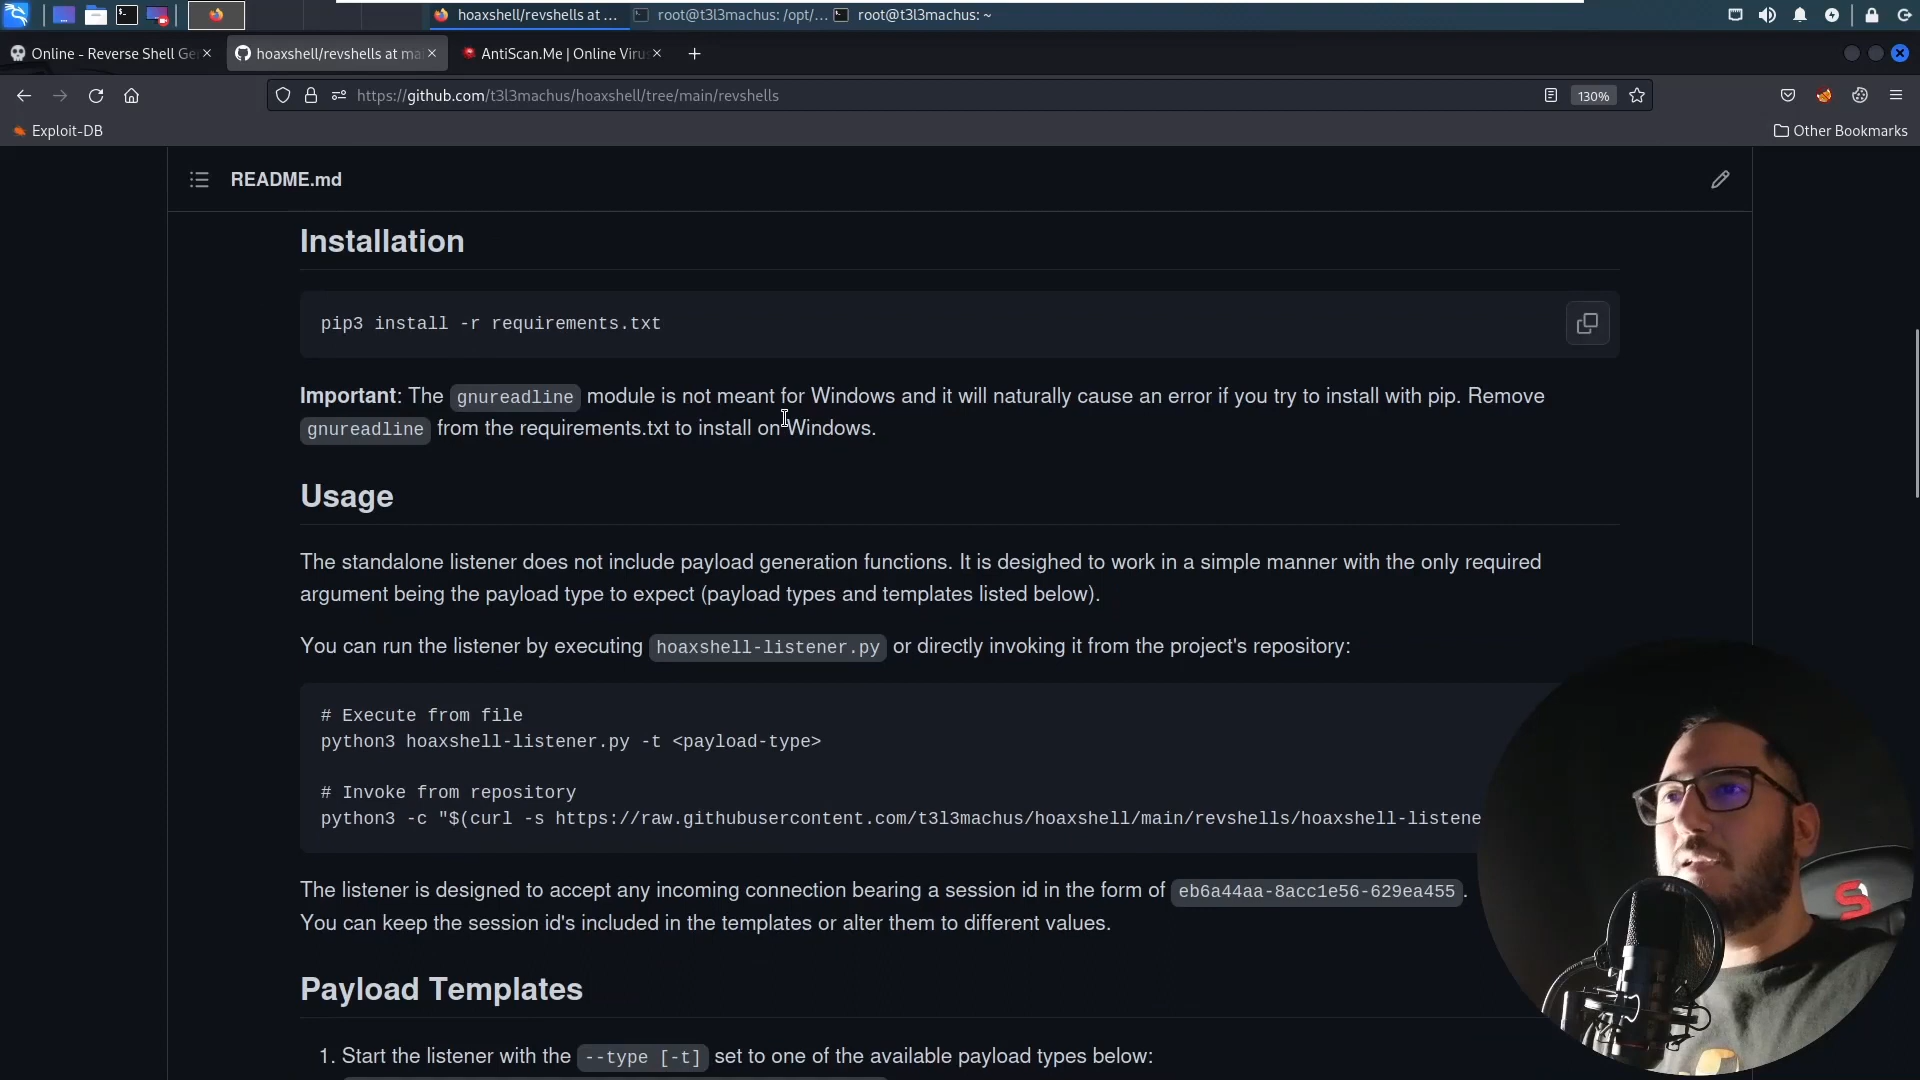 hoaxshell/revshells at ...
root@t3l3machus: /opt/...
root@t3l3machus: ~
Online - Reverse Shell Ge
hoaxshell/revshells at ma
AntiScan.Me | Online Viru
https://github.com/t3l3machus/hoaxshell/tree/main/revshells
130%
Exploit-DB
Other Bookmarks
README.md
Installation
pip3 install -r requirements.txt
Important: The gnureadline module is not meant for Windows and it will naturally cause an error if you try to install with pip. Remove
gnureadline from the requirements.txt to install on Windows.
Usage
The standalone listener does not include payload generation functions. It is desighed to work in a simple manner with the only required
argument being the payload type to expect (payload types and templates listed below).
You can run the listener by executing hoaxshell-listener.py or directly invoking it from the project's repository:
# Execute from file
python3 hoaxshell-listener.py -t <payload-type>
# Invoke from repository
python3 -c "$(curl -s https://raw.githubusercontent.com/t3l3machus/hoaxshell/main/revshells/hoaxshell-listene
The listener is designed to accept any incoming connection bearing a session id in the form of eb6a44aa-8acc1e56-629ea455.
You can keep the session id's included in the templates or alter them to different values.
Payload Templates
1. Start the listener with the --type [-t] set to one of the available payload types below: